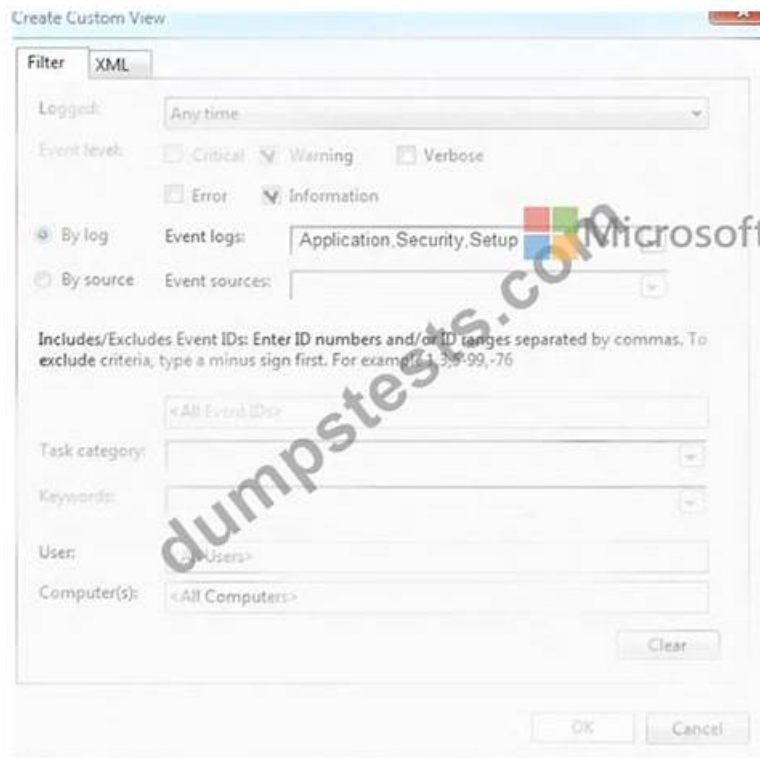 Create Custom View
Filter XML
Logged: Any time
Event level: Critical Warning Verbose
Error Information
By log Event logs: Application,Security,Setup
Microsoft
By source Event sources:
Includes/Excludes Event IDs: Enter ID numbers and/or ID ranges separated by commas. To
exclude criteria, type a minus sign first. For example 1,3,5-99,-76
<All Event IDs>
Task category:
Keywords:
User: <All Users>
Computer(s): <All Computers>
Clear
OK Cancel
dumpstests.com